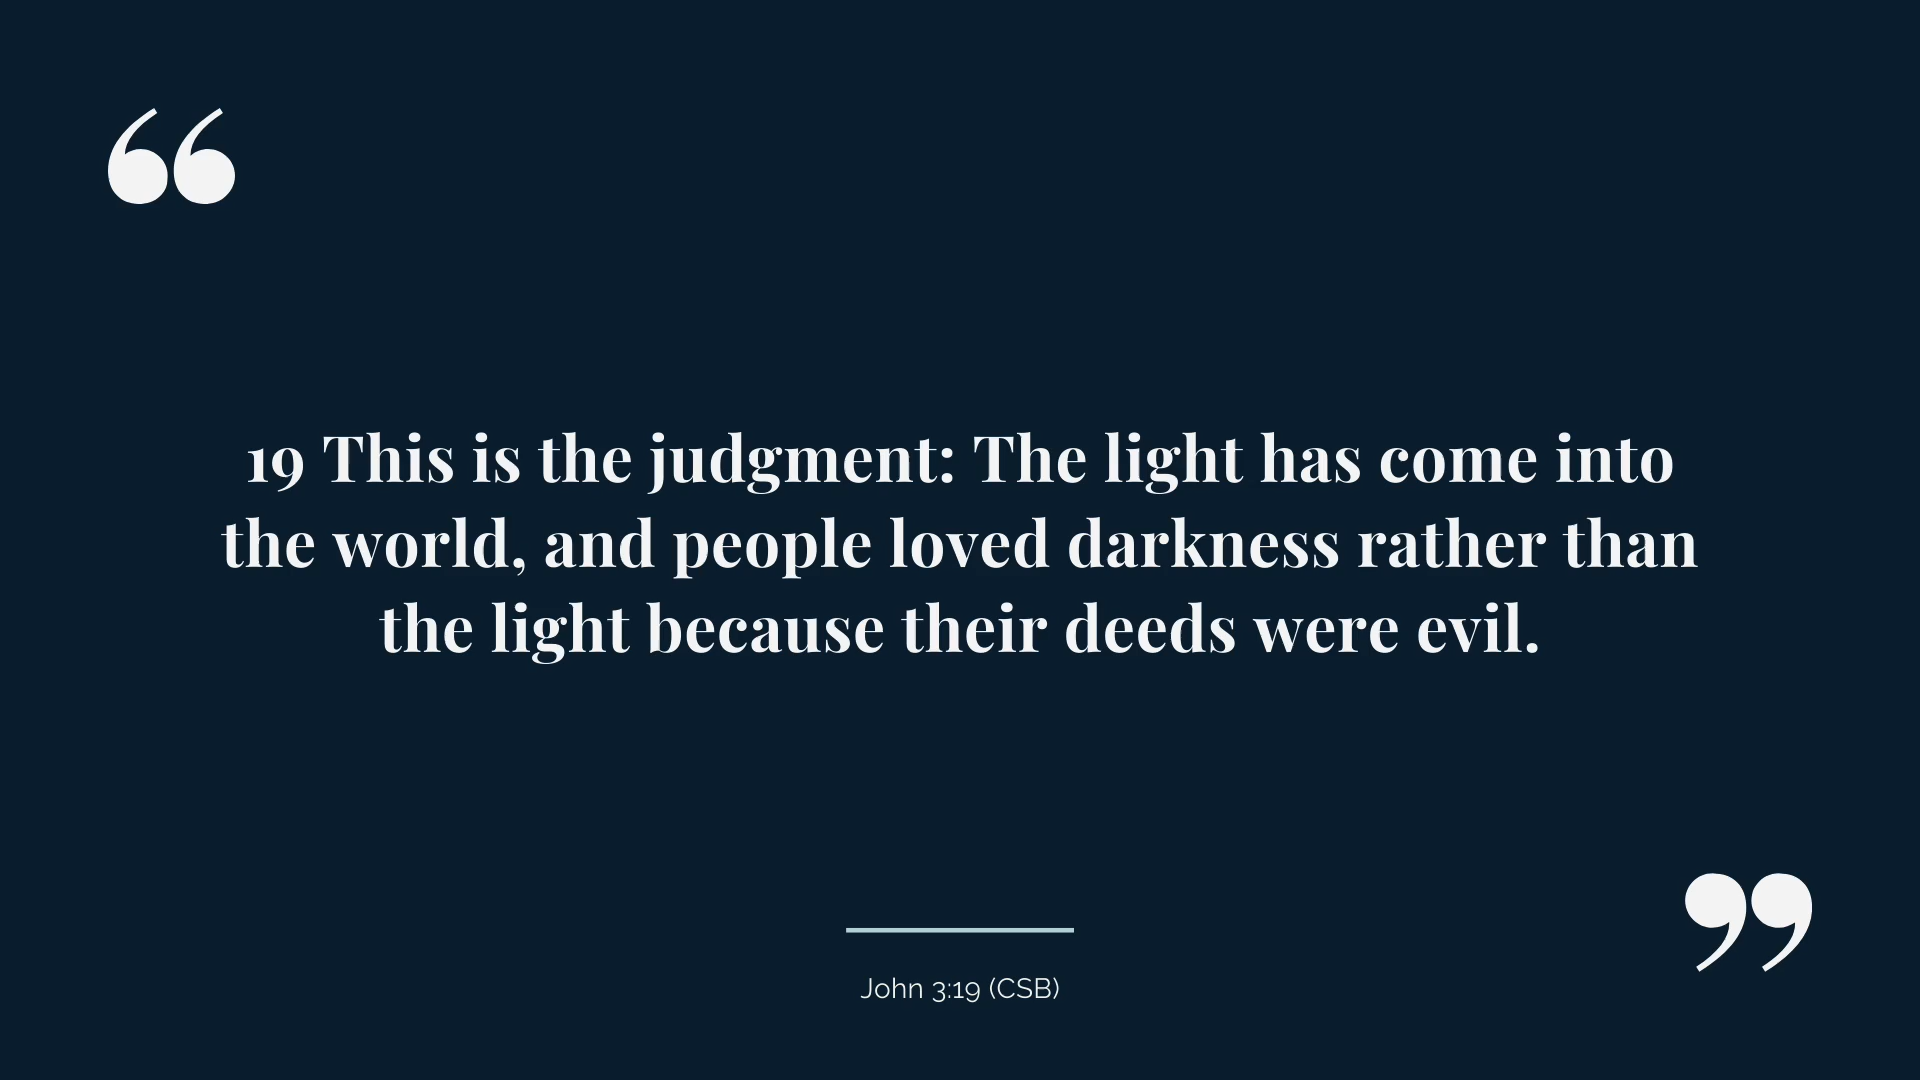 “
19 This is the judgment: The light has come into
the world, and people loved darkness rather than
the light because their deeds were evil.
”
John 3:19 (CSB)